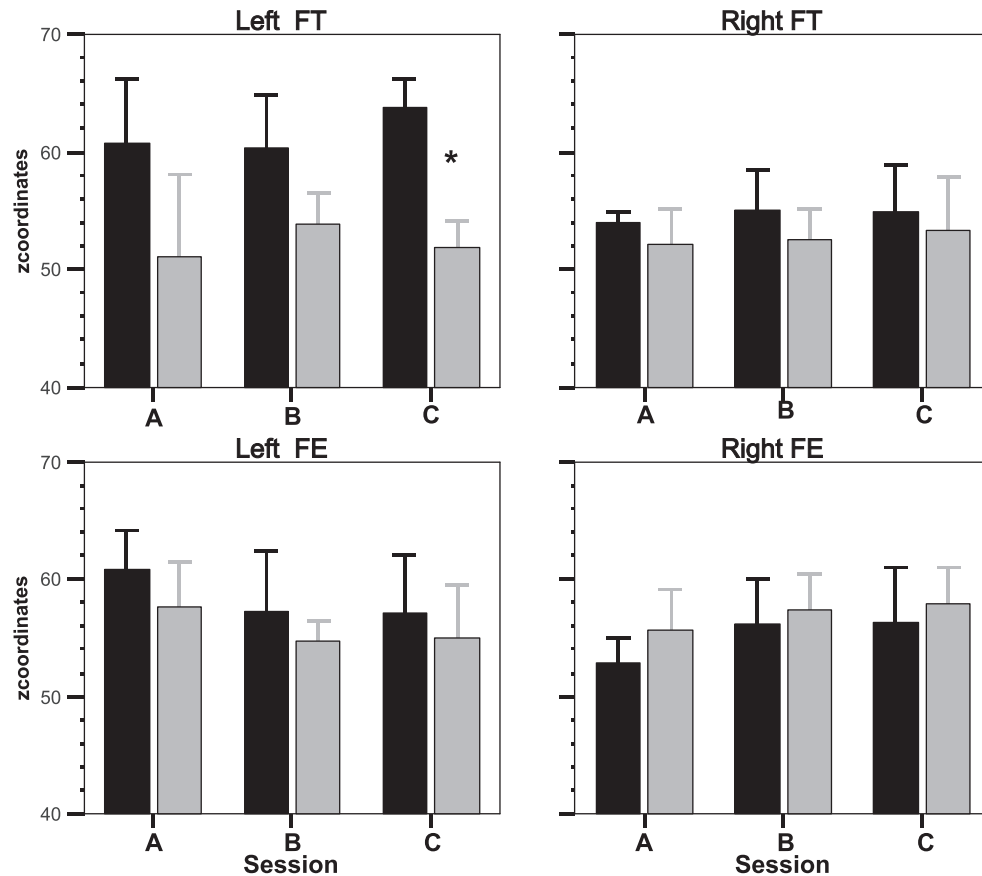 Left FT
Right FT
70
60
50
40
zcoordinates
*
A B C
A B C
Left FE
Right FE
70
60
50
40
zcoordinates
A B C
A B C
Session
Session